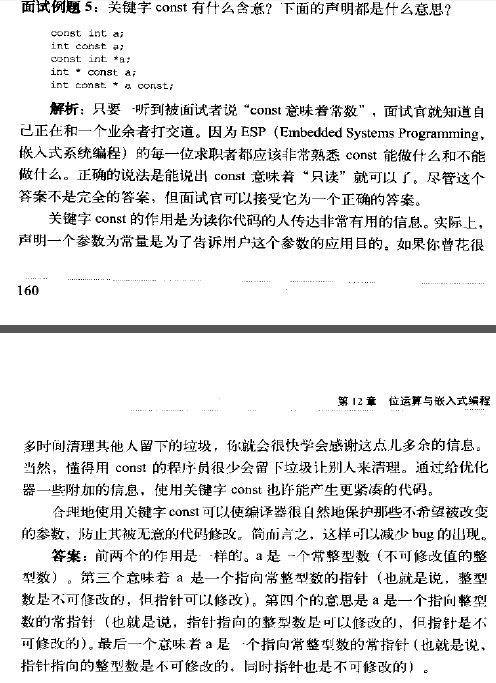 面试例题 5：关键字 const 有什么含意？下面的声明都是什么意思？
const int a;
int const a;
const int *a;
int * const a;
int const * a const;
解析：只要一听到被面试者说“const 意味着常数”，面试官就知道自
己正在和一个业余者打交道。因为 ESP（Embedded Systems Programming，
嵌入式系统编程）的每一位求职者都应该非常熟悉 const 能做什么和不能
做什么。正确的说法是能说出 const 意味着“只读”就可以了。尽管这个
答案不是完全的答案，但面试官可以接受它为一个正确的答案。
关键字 const 的作用是为读你代码的人传达非常有用的信息。实际上，
声明一个参数为常量是为了告诉用户这个参数的应用目的。如果你曾花很
160
第 12 章 位运算与嵌入式编程
多时间清理其他人留下的垃圾，你就会很快学会感谢这点儿多余的信息。
当然，懂得用 const 的程序员很少会留下垃圾让别人来清理。通过给优化
器一些附加的信息，使用关键字 const 也许能产生更紧凑的代码。
合理地使用关键字 const 可以使编译器很自然地保护那些不希望被改变
的参数，防止其被无意的代码修改。简而言之，这样可以减少 bug 的出现。
答案：前两个的作用是一样的。a 是一个常整型数（不可修改值的整
型数）。第三个意味着 a 是一个指向常整型数的指针（也就是说，整型
数是不可修改的，但指针可以修改）。第四个的意思是 a 是一个指向整型
数的常指针（也就是说，指针指向的整型数是可以修改的，但指针是不
可修改的）。最后一个意味着 a 是一个指向常整型数的常指针（也就是说，
指针指向的整型数是不可修改的，同时指针也是不可修改的）。